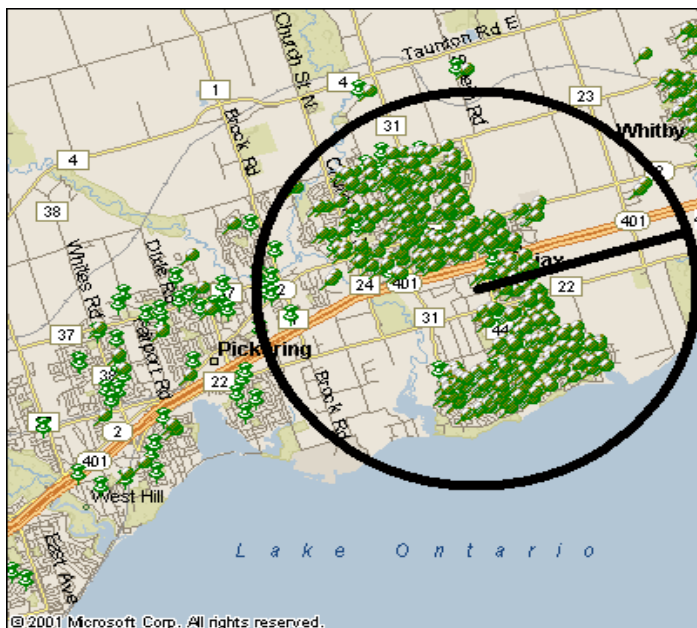 Taunton Rd E
Church St N
4
1
31
23
Brock Rd
Whitby
4
2
38
401
Whites Rd
Dixie Rd
2
24
401
22
37
31
44
Pickering
38
22
Brock Rd
2
401
West Hill
East Ave
Lake Ontario
© 2001 Microsoft Corp. All rights reserved.